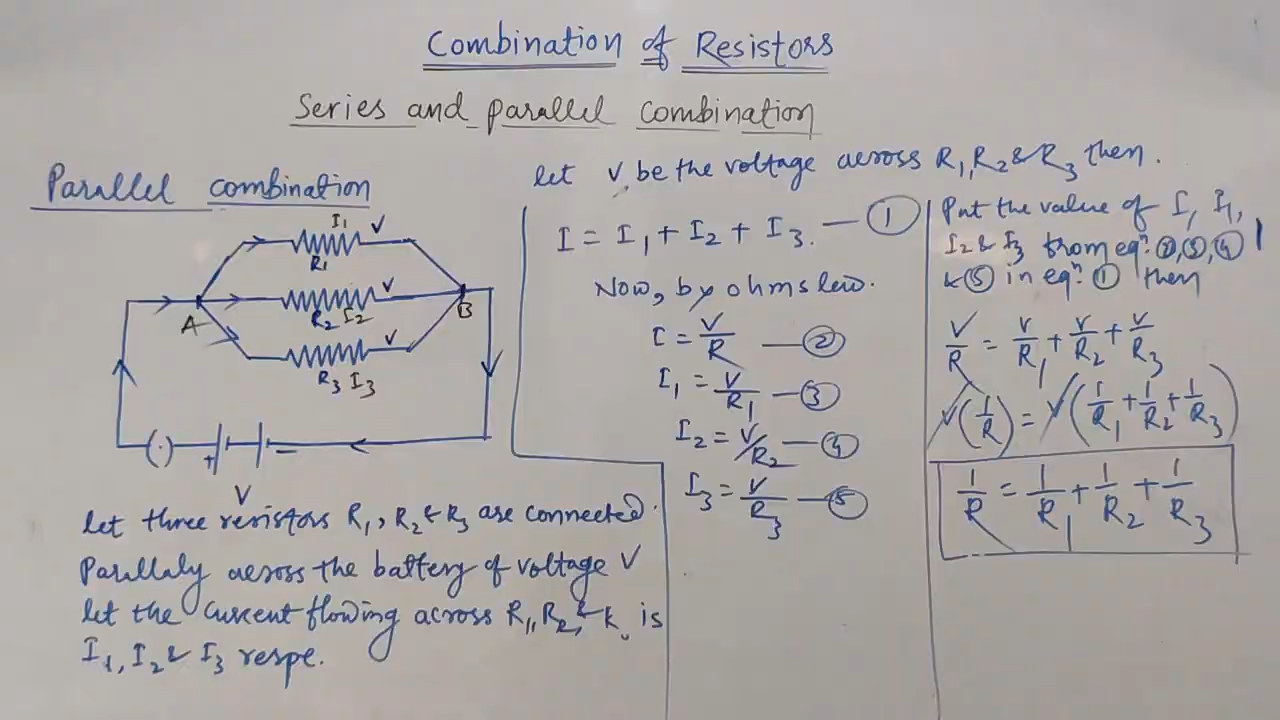 Combination of Resistors
Series and parallel combination
Parallel combination
I₁ V
R₁
V
R₂ I₂
A
B
V
R₃ I₃
(·) + −
V
let three resistors R₁, R₂ & R₃ are connected.
Parallaly across the battery of voltage V
let the current flowing across R₁, R₂, & R is
I₁, I₂ & I₃ respe.
let V be the voltage across R₁, R₂ & R₃ then.
I = I₁ + I₂ + I₃. — ①
Now, by ohms law.
I = V/R — ②
I₁ = V/R₁ — ③
I₂ = V/R₂ — ④
I₃ = V/R₃ — ⑤
Put the value of I, I₁,
I₂ & I₃ from eqⁿ. ②, ③, ④
& ⑤ in eqⁿ. ① then
V/R = V/R₁ + V/R₂ + V/R₃
V(1/R) = V(1/R₁ + 1/R₂ + 1/R₃)
1/R = 1/R₁ + 1/R₂ + 1/R₃